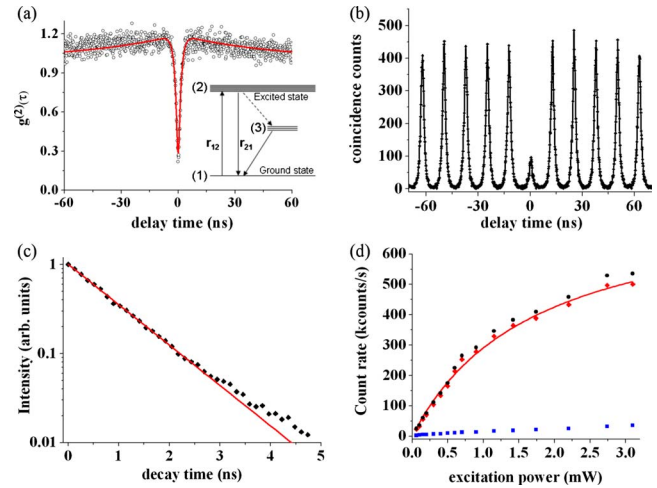 (a)
1.2
0.9
0.6
0.3
g(2)(τ)
-60 -30 0 30 60
delay time (ns)
(2)
Excited state
(3)
r12
r21
(1)
Ground state
(b)
500
400
300
200
100
0
coincidence counts
-60 -30 0 30 60
delay time (ns)
(c)
1
0.1
0.01
Intensity (arb. units)
0 1 2 3 4 5
decay time (ns)
(d)
600
500
400
300
200
100
0
Count rate (kcounts/s)
0.0 0.5 1.0 1.5 2.0 2.5 3.0
excitation power (mW)